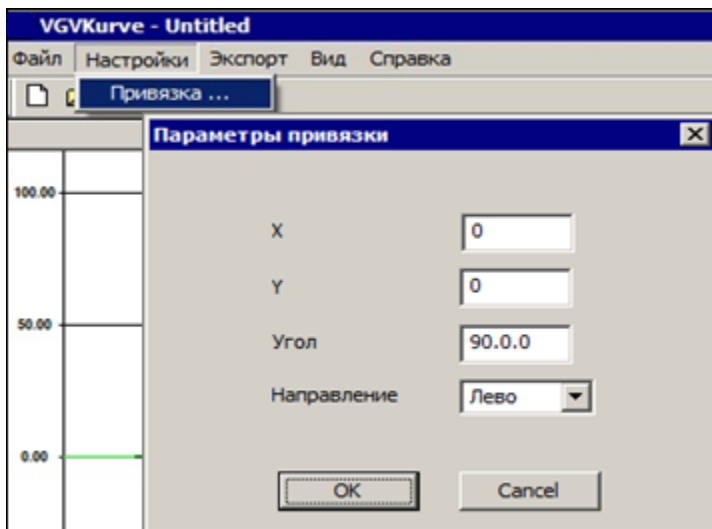 VGVKurve - Untitled
Файл Настройки Экспорт Вид Справка
Привязка ...
Параметры привязки
100.00
X 0
Y 0
50.00
Угол 90.0.0
Направление Лево
0.00
OK Cancel